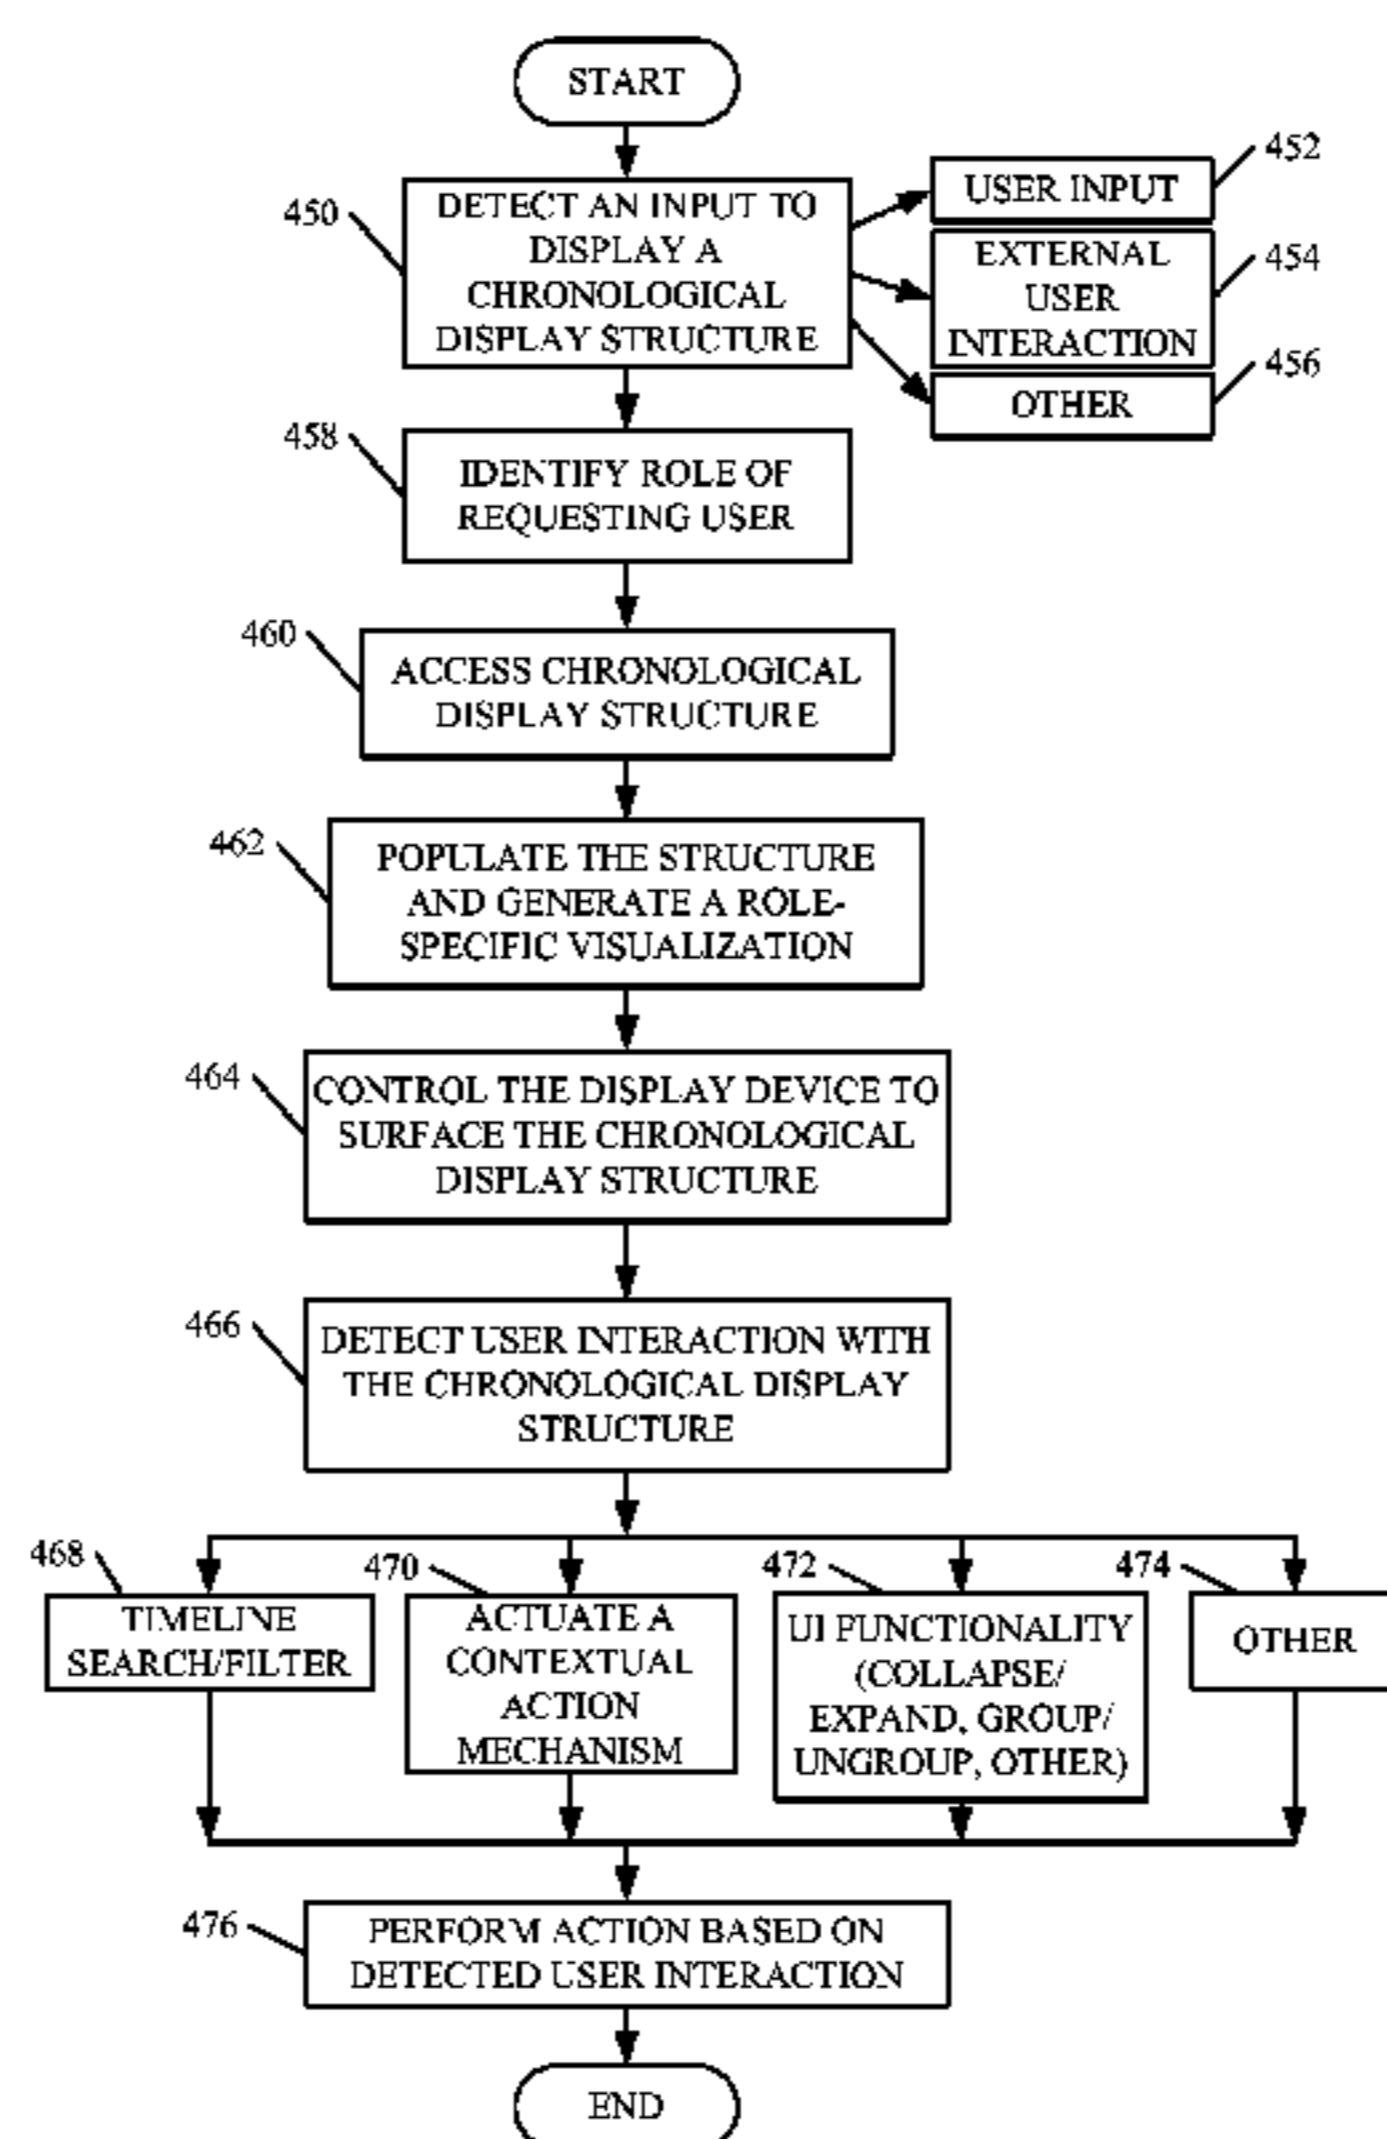 START
450
DETECT AN INPUT TO
DISPLAY A
CHRONOLOGICAL
DISPLAY STRUCTURE
452
USER INPUT
454
EXTERNAL
USER
INTERACTION
456
OTHER
458
IDENTIFY ROLE OF
REQUESTING USER
460
ACCESS CHRONOLOGICAL
DISPLAY STRUCTURE
462
POPULATE THE STRUCTURE
AND GENERATE A ROLE-
SPECIFIC VISUALIZATION
464
CONTROL THE DISPLAY DEVICE TO
SURFACE THE CHRONOLOGICAL
DISPLAY STRUCTURE
466
DETECT USER INTERACTION WITH
THE CHRONOLOGICAL DISPLAY
STRUCTURE
468
TIMELINE
SEARCH/FILTER
470
ACTUATE A
CONTEXTUAL
ACTION
MECHANISM
472
UI FUNCTIONALITY
(COLLAPSE/
EXPAND, GROUP/
UNGROUP, OTHER)
474
OTHER
476
PERFORM ACTION BASED ON
DETECTED USER INTERACTION
END